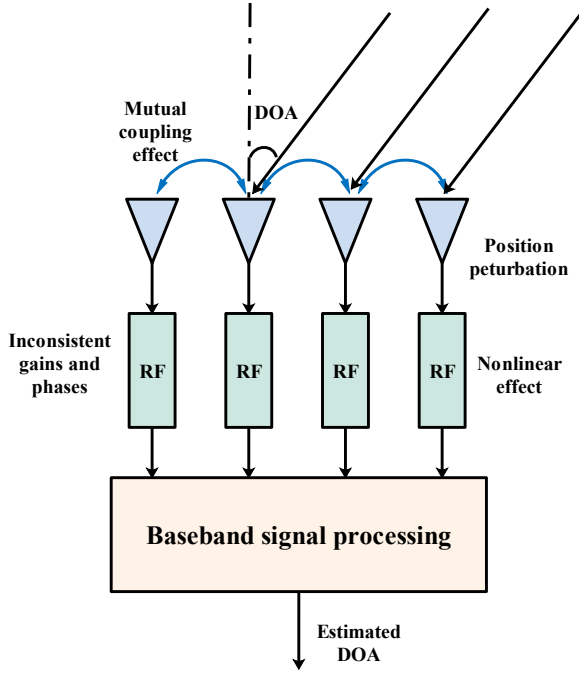 DOA
Mutual
coupling
effect
Position
peturbation
Inconsistent
gains and
phases
RF
RF
RF
RF
Nonlinear
effect
Baseband signal processing
Estimated
DOA